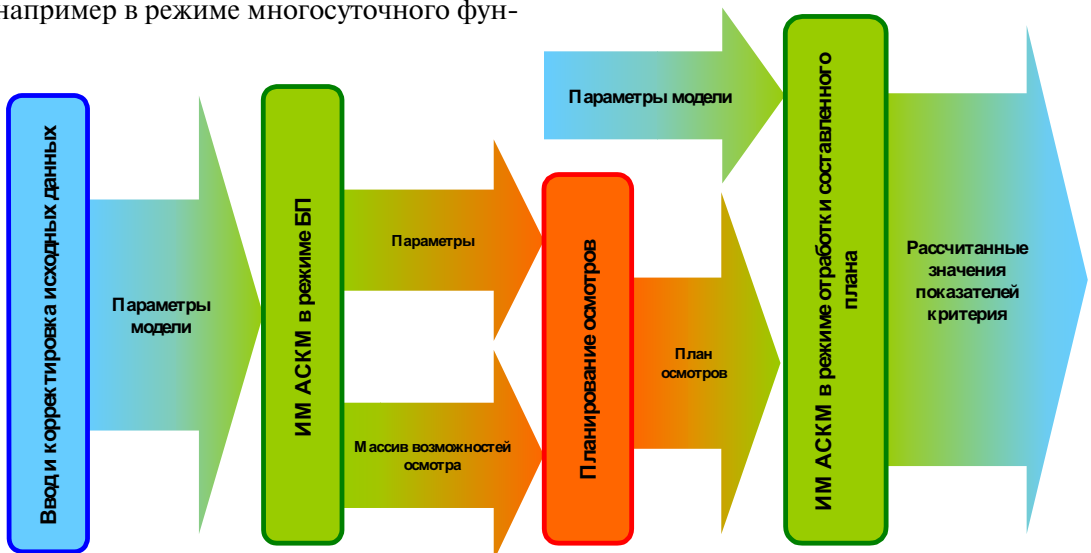 например в режиме многосуточного фун-
Ввод и корректировка исходных данных
Параметры
модели
ИМ АСКМ в режиме БП
Параметры
Массив возможностей
осмотра
Параметры модели
Планирование осмотров
План
осмотров
ИМ АСКМ в режиме отработки составленного
плана
Рассчитанные
значения
показателей
критерия